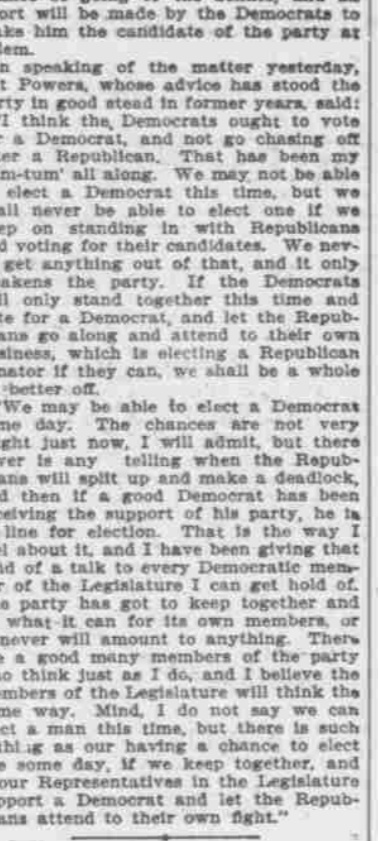 ort will be made by the Democrats to
ke him the candidate of the party at
lem.
n speaking of the matter yesterday,
t Powers, whose advice has stood the
rty in good stead in former years, said:
"I think the Democrats ought to vote
r a Democrat, and not go chasing off
ter a Republican. That has been my
m-tum' all along. We may not be able
elect a Democrat this time, but we
all never be able to elect one if we
ep on standing in with Republicans
d voting for their candidates. We nev-
get anything out of that, and it only
akens the party. If the Democrats
ll only stand together this time and
te for a Democrat, and let the Repub-
ans go along and attend to their own
siness, which is electing a Republican
nator if they can, we shall be a whole
better off.
"We may be able to elect a Democrat
me day. The chances are not very
ght just now, I will admit, but there
ver is any telling when the Repub-
ans will split up and make a deadlock,
d then if a good Democrat has been
ceiving the support of his party, he is
line for election. That is the way I
el about it, and I have been giving that
nd of a talk to every Democratic mem-
r of the Legislature I can get hold of.
e party has got to keep together and
what it can for its own members, or
never will amount to anything. There
e a good many members of the party
o think just as I do, and I believe the
embers of the Legislature will think the
me way. Mind, I do not say we can
ct a man this time, but there is such
thing as our having a chance to elect
e some day, if we keep together, and
our Representatives in the Legislature
pport a Democrat and let the Repub-
ans attend to their own fight."